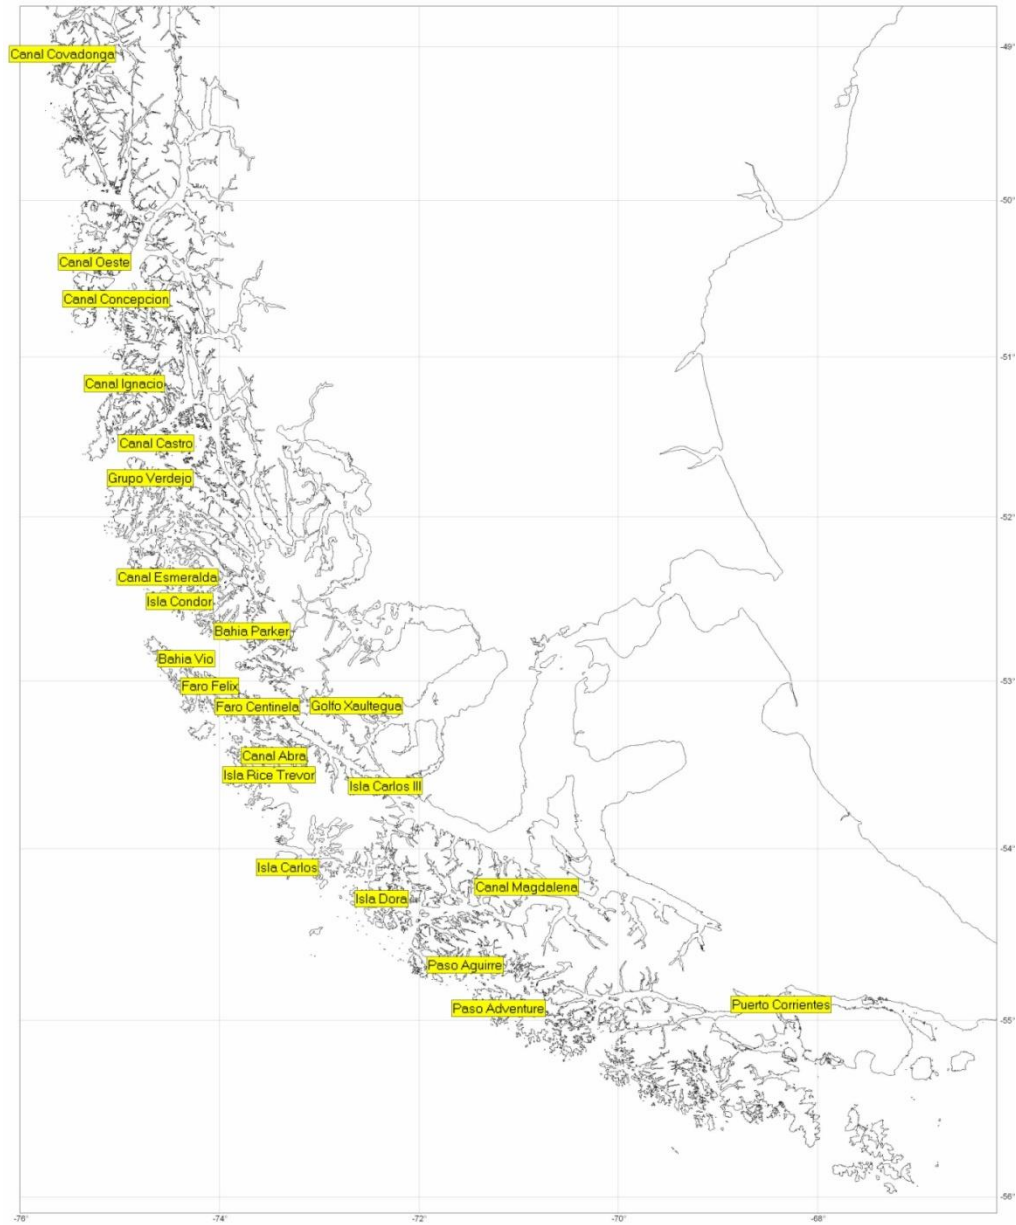 Canal Covadonga
-49°
-50°
Canal Oeste
Canal Concepcion
-51°
Canal Ignacio
Canal Castro
Grupo Verdejo
-52°
Canal Esmeralda
Isla Condor
Bahia Parker
Bahia Vio
-53°
Faro Felix
Faro Centinela
Golfo Xaultegua
Canal Abra
Isla Rice Trevor
Isla Carlos III
-54°
Isla Carlos
Canal Magdalena
Isla Dora
Paso Aguirre
Paso Adventure
Puerto Corrientes
-55°
-56°
-76°
-74°
-72°
-70°
-68°